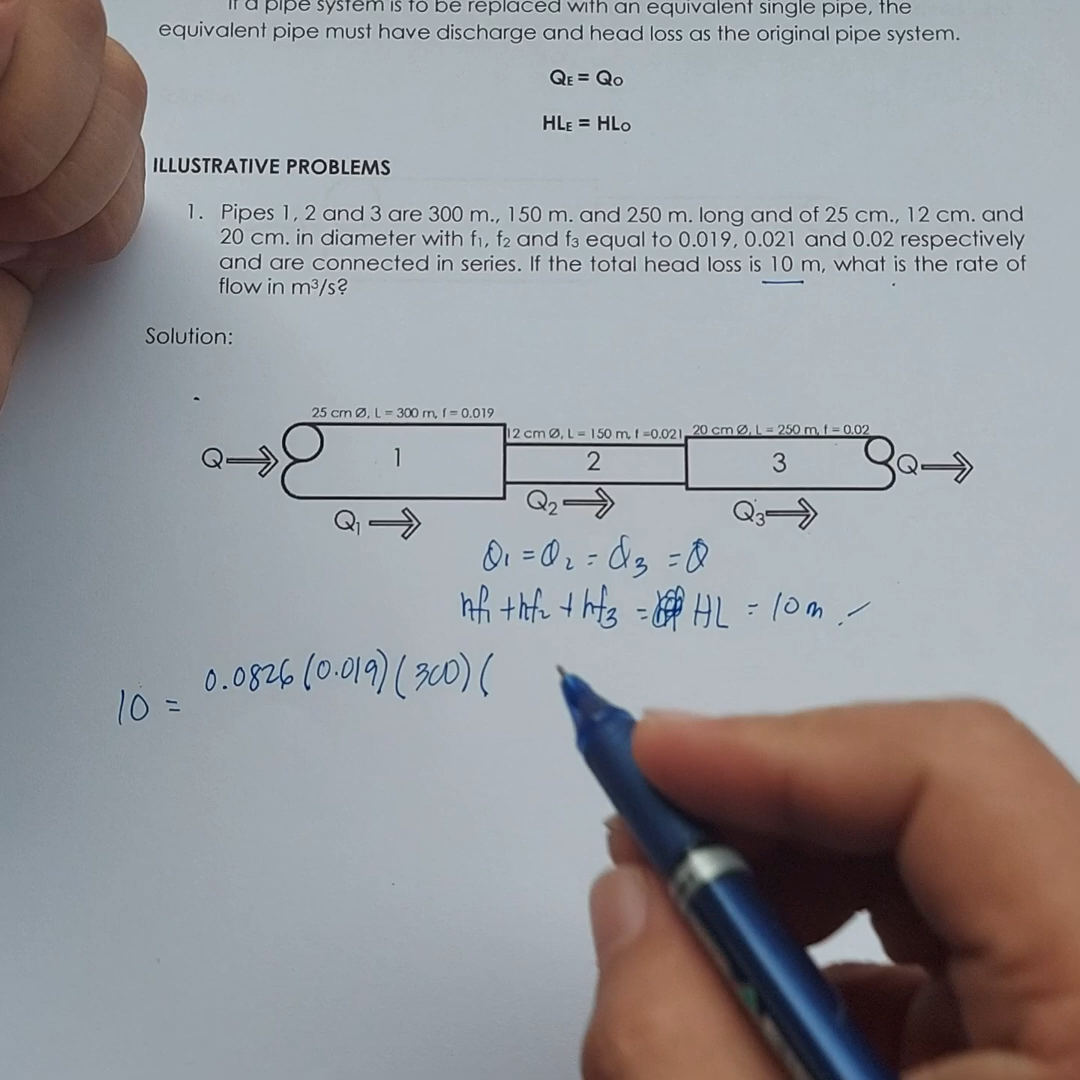 If a pipe system is to be replaced with an equivalent single pipe, the
equivalent pipe must have discharge and head loss as the original pipe system.
QE = QO
HLE = HLO
ILLUSTRATIVE PROBLEMS
1. Pipes 1, 2 and 3 are 300 m., 150 m. and 250 m. long and of 25 cm., 12 cm. and
20 cm. in diameter with f₁, f₂ and f₃ equal to 0.019, 0.021 and 0.02 respectively
and are connected in series. If the total head loss is 10 m, what is the rate of
flow in m³/s?
Solution:
25 cm Ø, L = 300 m, f = 0.019
12 cm Ø, L = 150 m, f =0.021
20 cm Ø, L = 250 m, f = 0.02
Q 1 2 3 Q
Q₁ Q₂ Q₃
Q₁ = Q₂ = Q₃ = Q
hf₁ + hf₂ + hf₃ = HL = 10m
10 = 0.0826 (0.019) (300) (